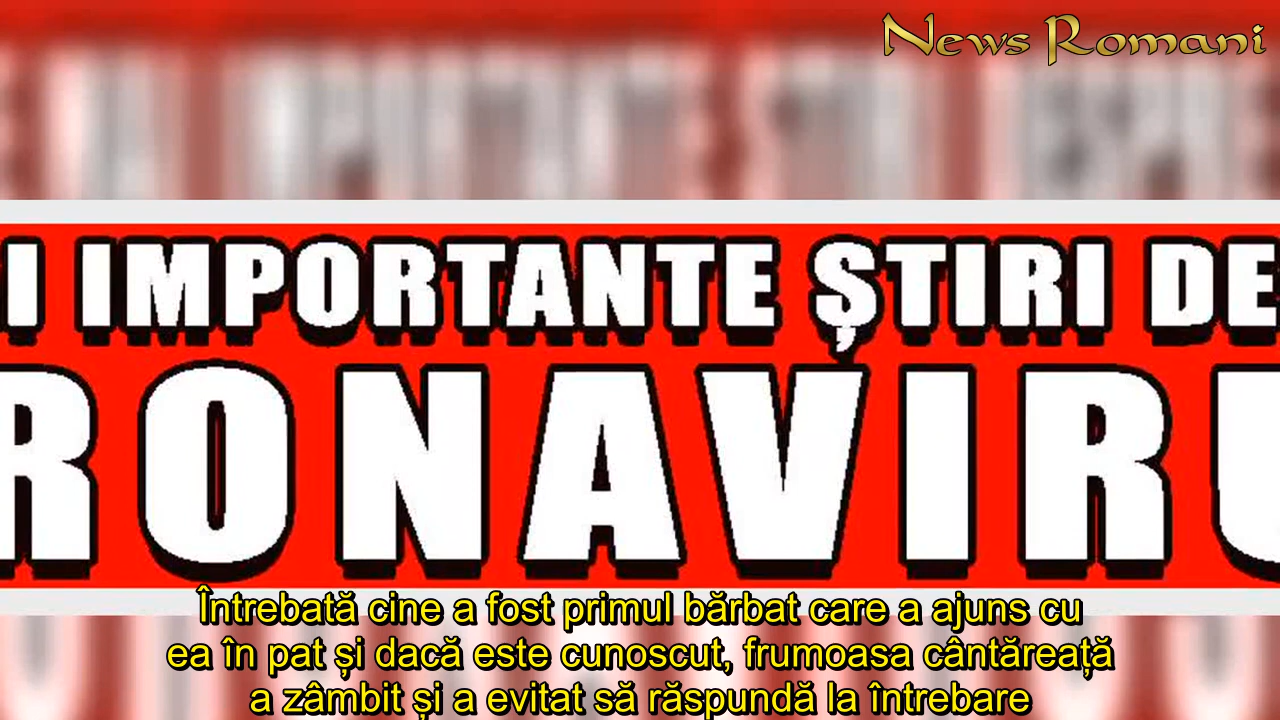 News Romani
I IMPORTANTE ȘTIRI DE
RONAVIRU
Întrebată cine a fost primul bărbat care a ajuns cu
ea în pat și dacă este cunoscut, frumoasa cântăreață
a zâmbit și a evitat să răspundă la întrebare